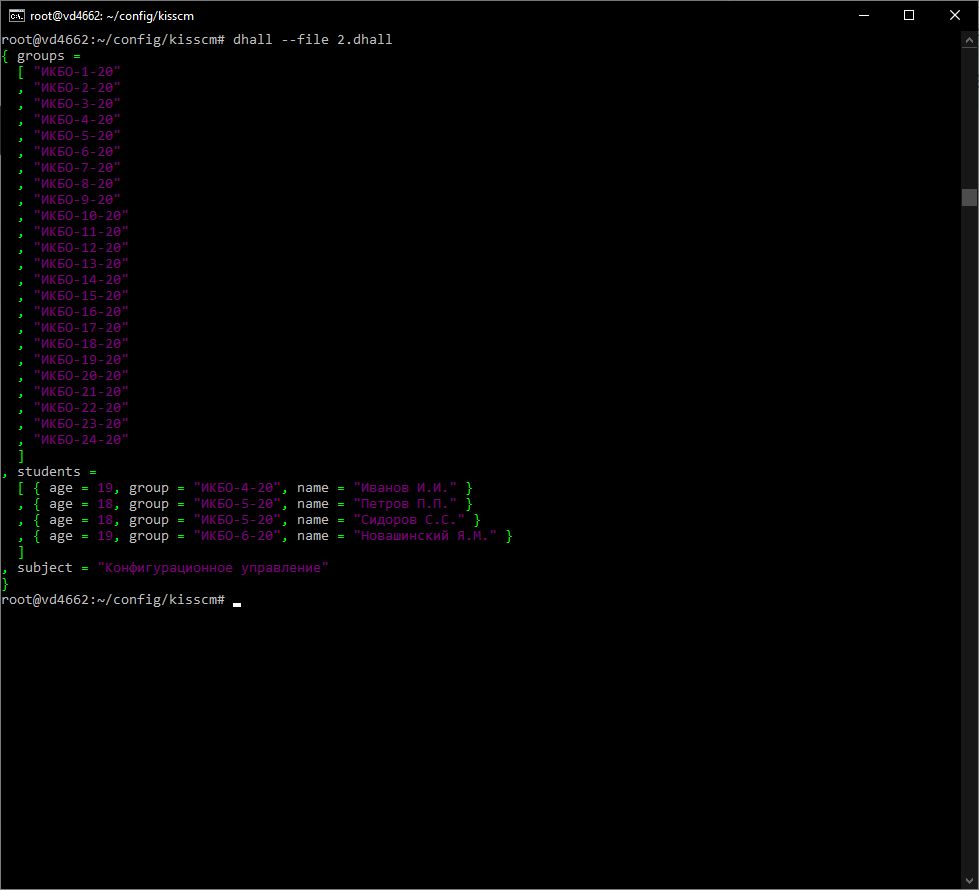 root@vd4662: ~/config/kisscm
root@vd4662:~/config/kisscm# dhall --file 2.dhall
{ groups =
  [ "ИКБО-1-20"
  , "ИКБО-2-20"
  , "ИКБО-3-20"
  , "ИКБО-4-20"
  , "ИКБО-5-20"
  , "ИКБО-6-20"
  , "ИКБО-7-20"
  , "ИКБО-8-20"
  , "ИКБО-9-20"
  , "ИКБО-10-20"
  , "ИКБО-11-20"
  , "ИКБО-12-20"
  , "ИКБО-13-20"
  , "ИКБО-14-20"
  , "ИКБО-15-20"
  , "ИКБО-16-20"
  , "ИКБО-17-20"
  , "ИКБО-18-20"
  , "ИКБО-19-20"
  , "ИКБО-20-20"
  , "ИКБО-21-20"
  , "ИКБО-22-20"
  , "ИКБО-23-20"
  , "ИКБО-24-20"
  ]
, students =
  [ { age = 19, group = "ИКБО-4-20", name = "Иванов И.И." }
  , { age = 18, group = "ИКБО-5-20", name = "Петров П.П." }
  , { age = 18, group = "ИКБО-5-20", name = "Сидоров С.С." }
  , { age = 19, group = "ИКБО-6-20", name = "Новашинский Я.М." }
  ]
, subject = "Конфигурационное управление"
}
root@vd4662:~/config/kisscm#